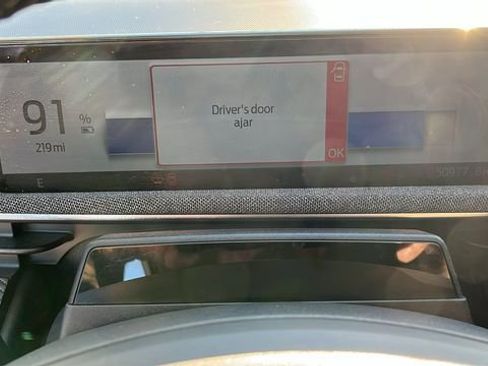 91 %
219 mi
Driver's door
ajar
OK
E